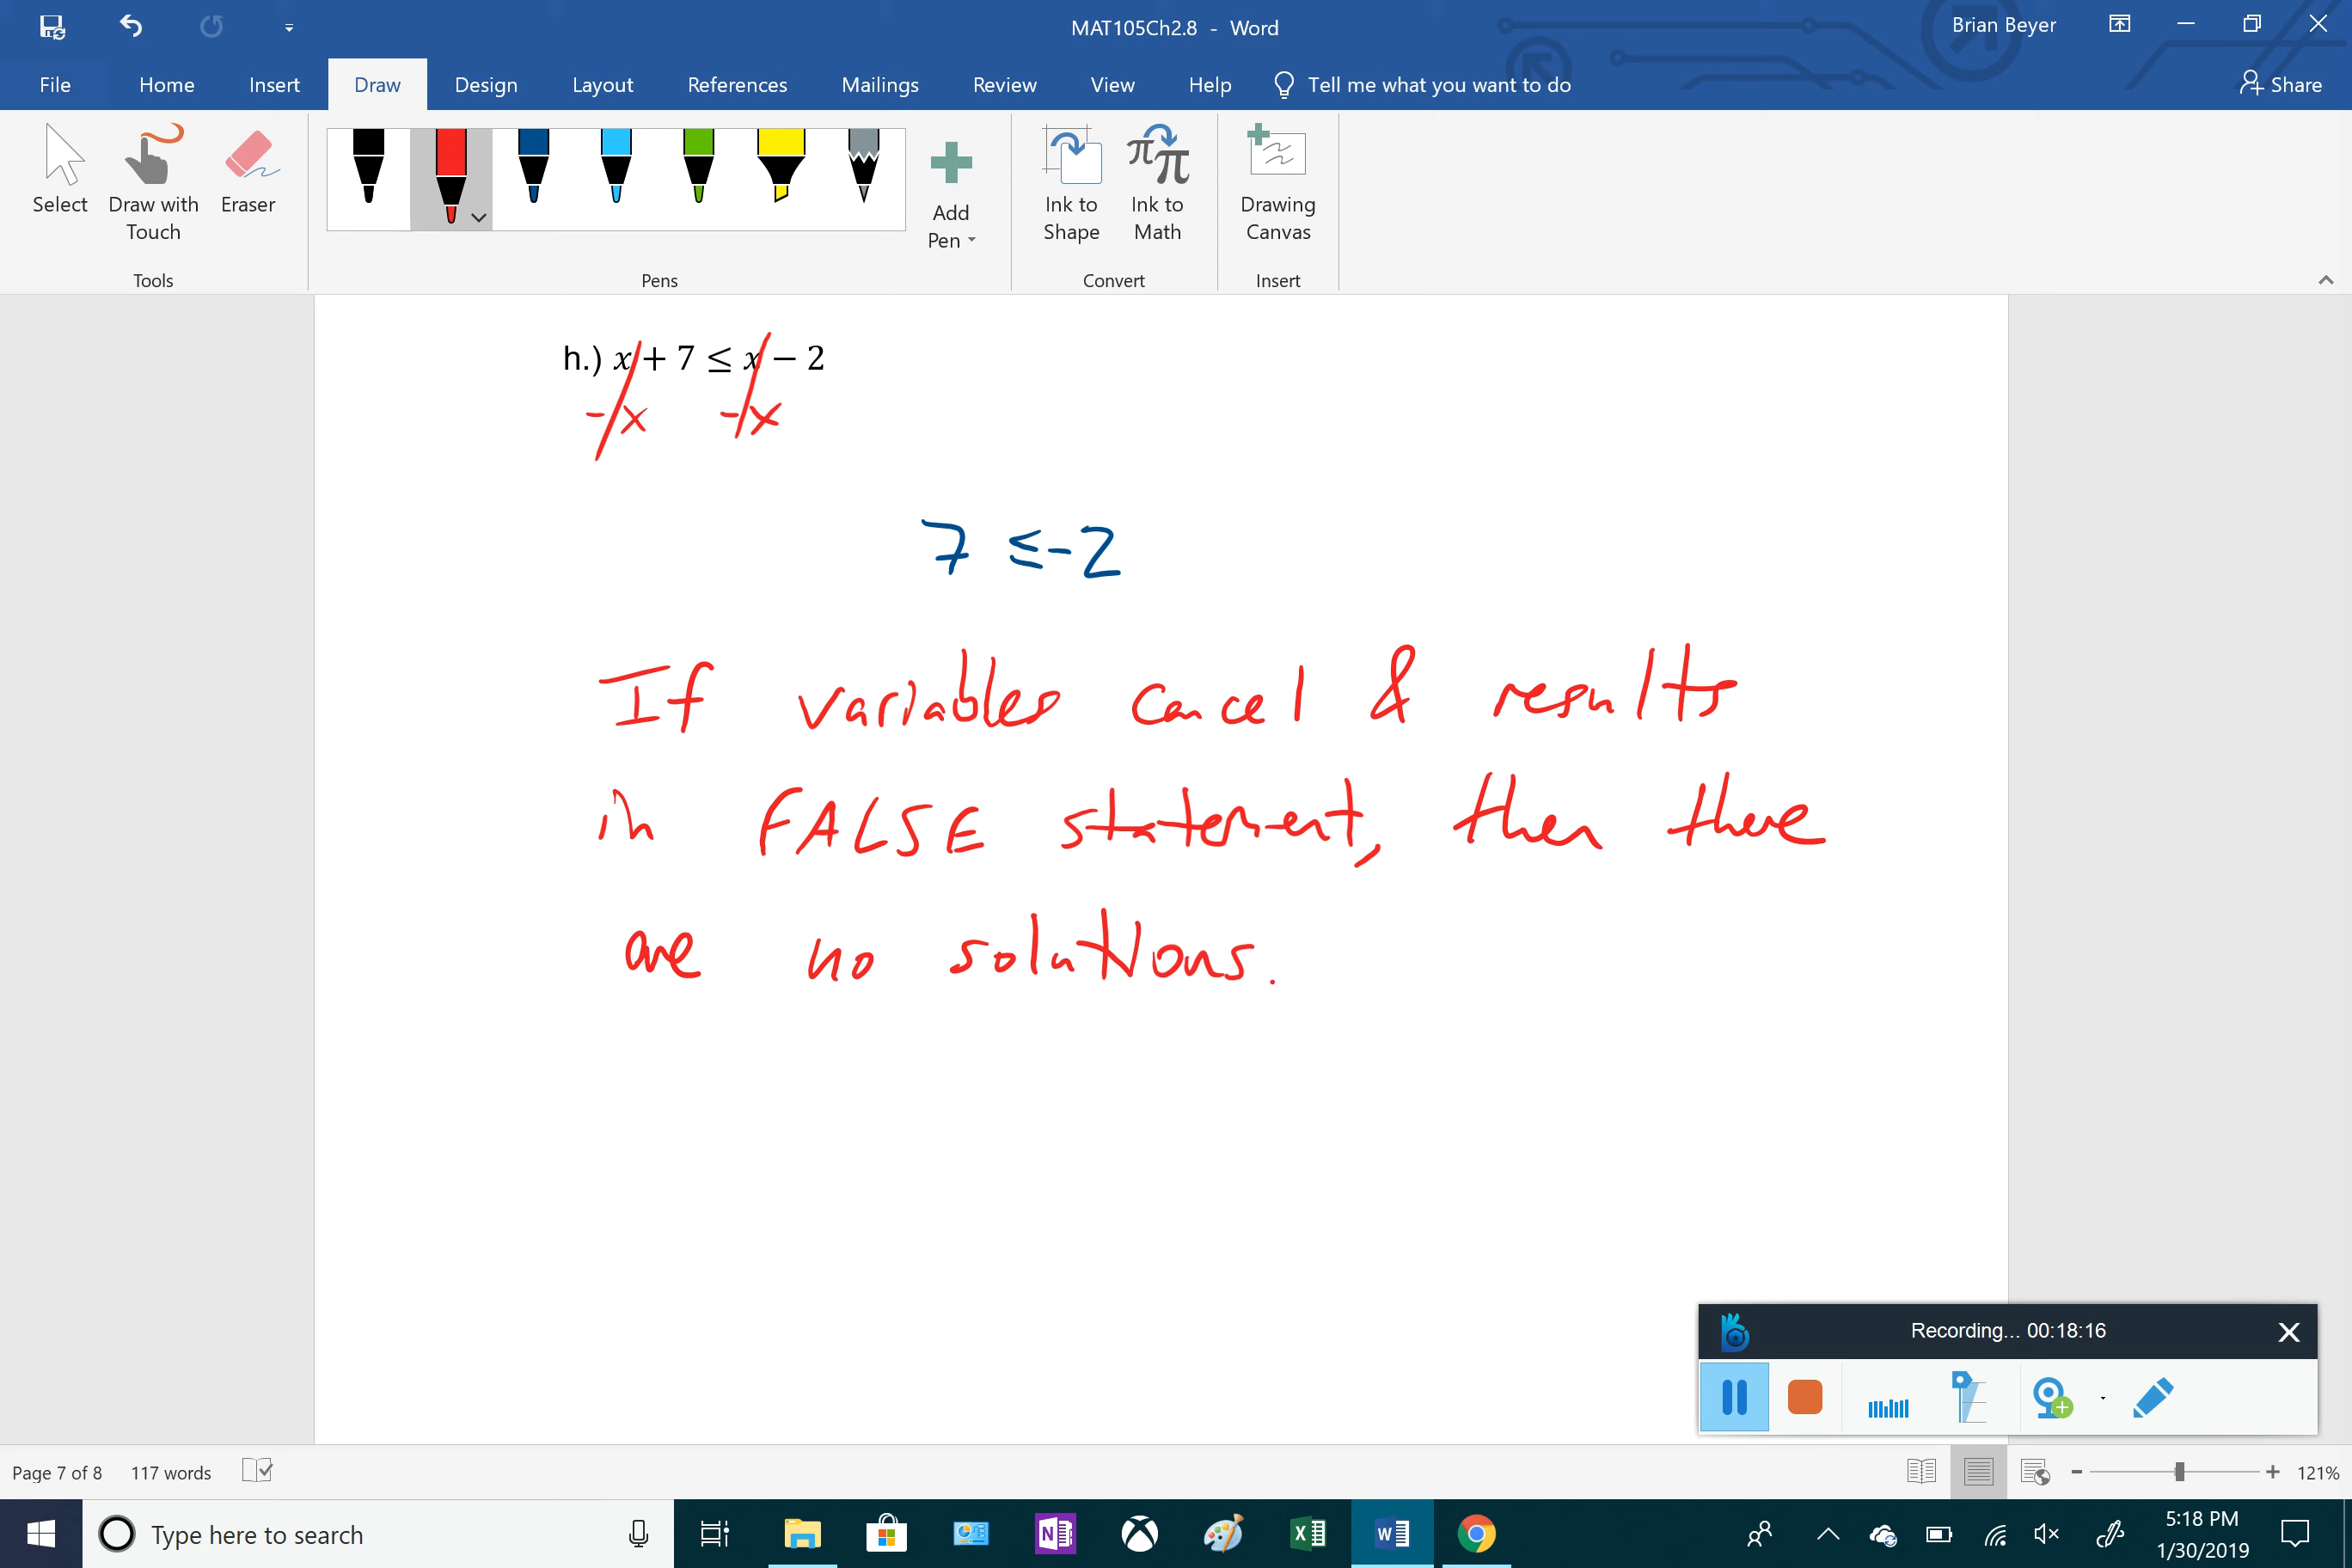 MAT105Ch2.8 - Word
Brian Beyer
File Home Insert Draw Design Layout References Mailings Review View Help Tell me what you want to do Share
Select Draw with Touch Eraser
Add Pen
Ink to Shape Ink to Math
Drawing Canvas
Tools Pens Convert Insert
h.) x + 7 ≤ x − 2
-x -x
7 ≤ -2
If variables cancel & results
in FALSE statement, then there
are no solutions.
Recording... 00:18:16
Page 7 of 8 117 words 121%
Type here to search
5:18 PM
1/30/2019